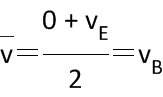 v̅ = (0 + v_E)/2 = v_B